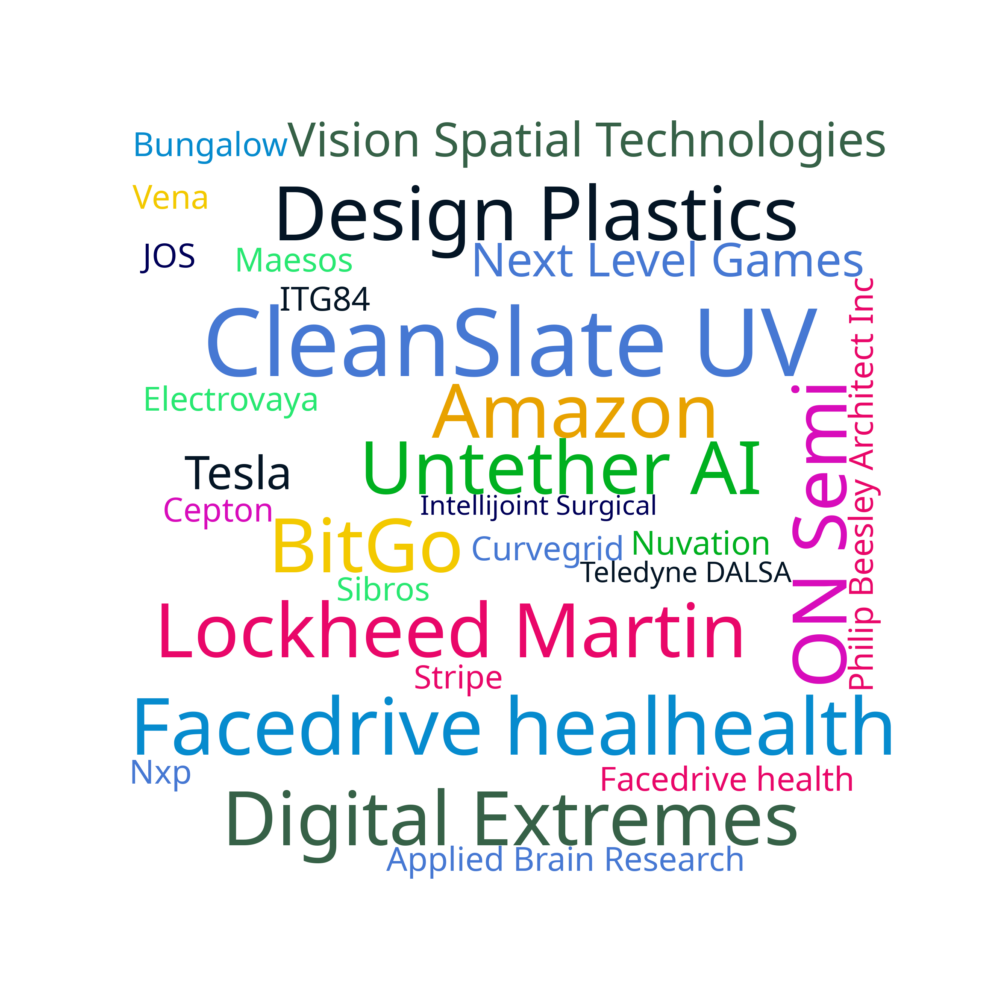 Bungalow
Vision Spatial Technologies
Vena
Design Plastics
JOS
Maesos
Next Level Games
ITG84
CleanSlate UV
Philip Beesley Architect Inc
Electrovaya
Amazon
ON Semi
Untether AI
Tesla
Intellijoint Surgical
Cepton
BitGo
Curvegrid
Nuvation
Teledyne DALSA
Sibros
Lockheed Martin
Stripe
Facedrive healhealth
Nxp
Facedrive health
Digital Extremes
Applied Brain Research